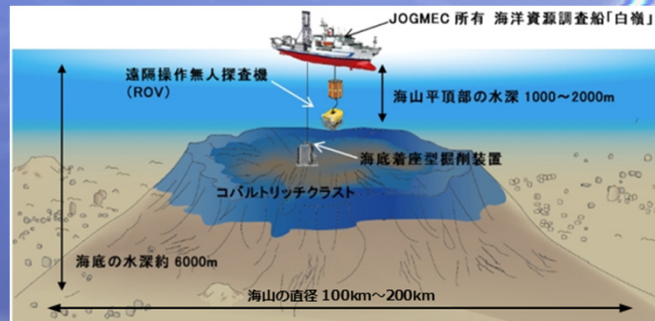 JOGMEC 所有 海洋資源調査船「白嶺」
遠隔操作無人探査機
(ROV)
海山平頂部の水深 1000～2000m
海底着座型掘削装置
コバルトリッチクラスト
海底の水深約 6000m
海山の直径 100km～200km